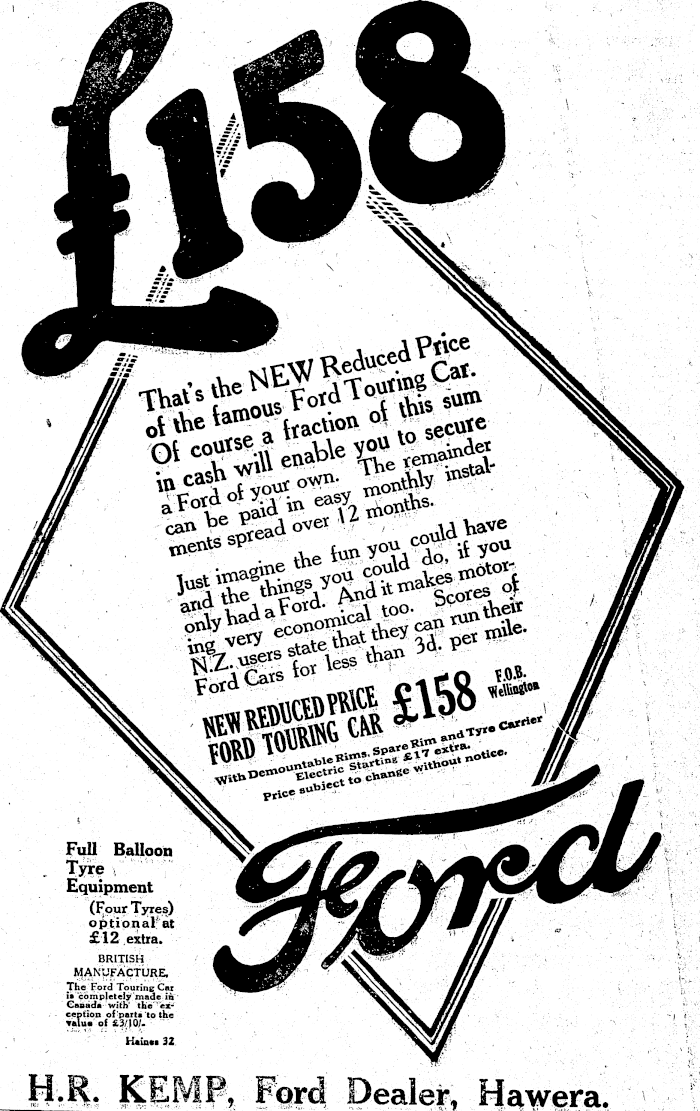 £158
That's the NEW Reduced Price
of the famous Ford Touring Car.
Of course a fraction of this sum
in cash will enable you to secure
a Ford of your own. The remainder
can be paid in easy monthly instal-
ments spread over 12 months.
Just imagine the fun you could have
and the things you could do, if you
only had a Ford. And it makes motor-
ing very economical too. Scores of
N.Z. users state that they can run their
Ford Cars for less than 3d. per mile.
NEW REDUCED PRICE
FORD TOURING CAR £158 F.O.B.
Wellington
With Demountable Rims, Spare Rim and Tyre Carrier
Electric Starting £17 extra.
Price subject to change without notice.
Ford
Full Balloon
Tyre
Equipment
(Four Tyres)
optional at
£12 extra.
BRITISH
MANUFACTURE.
The Ford Touring Car
is completely made in
Canada with the ex-
ception of parts to the
value of £3/10/-
Haines 32
H.R. KEMP, Ford Dealer, Hawera.